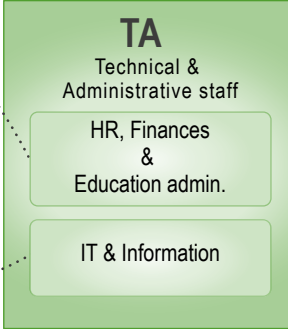 TA
Technical &
Administrative staff
HR, Finances
&
Education admin.
IT & Information